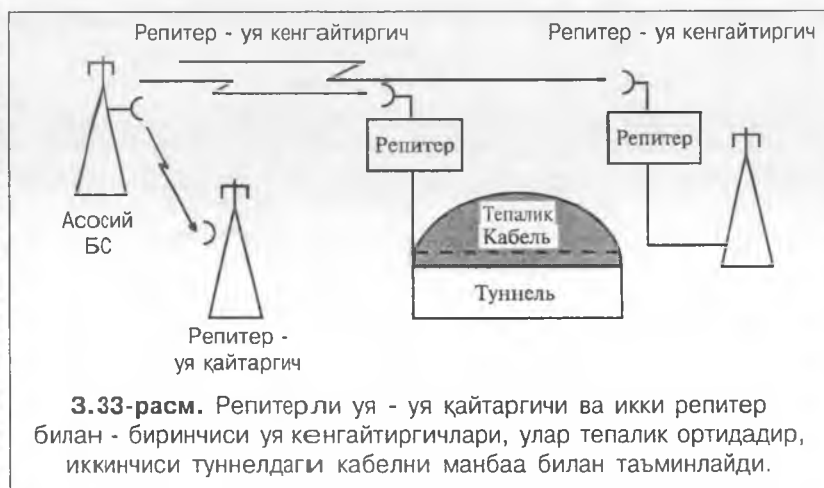 Репитер - уя кенгайтиргич
Репитер - уя кенгайтиргич
Репитер
Репитер
Асосий
БС
Тепалик
Кабель
Туннель
Репитер -
уя қайтаргич
3.33-расм. Репитерли уя - уя қайтаргичи ва икки репитер
билан - биринчиси уя кенгайтиргичлари, улар тепалик ортидадир,
иккинчиси туннелдаги кабелни манбаа билан таъминлайди.